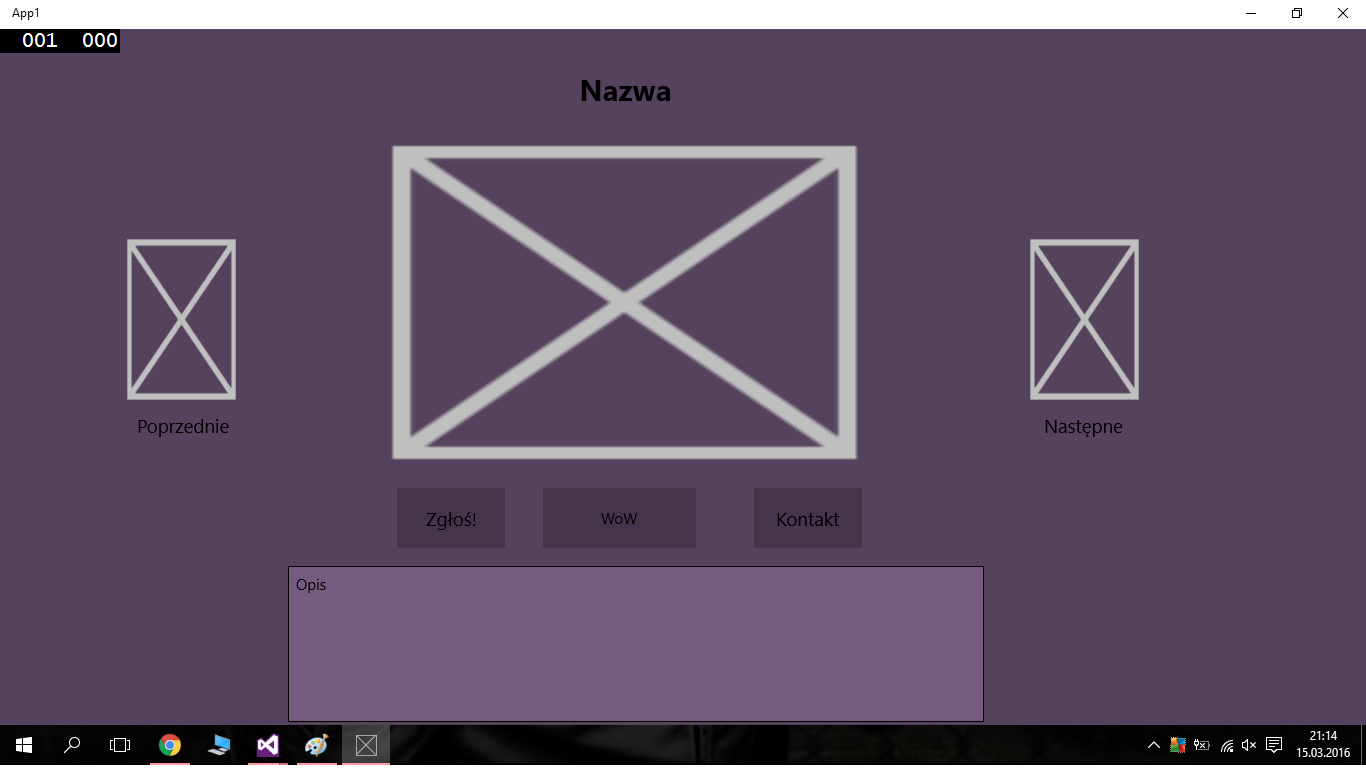 App1
001 000
Nazwa
Poprzednie
Następne
Zgłoś!
WoW
Kontakt
Opis
21:14
15.03.2016